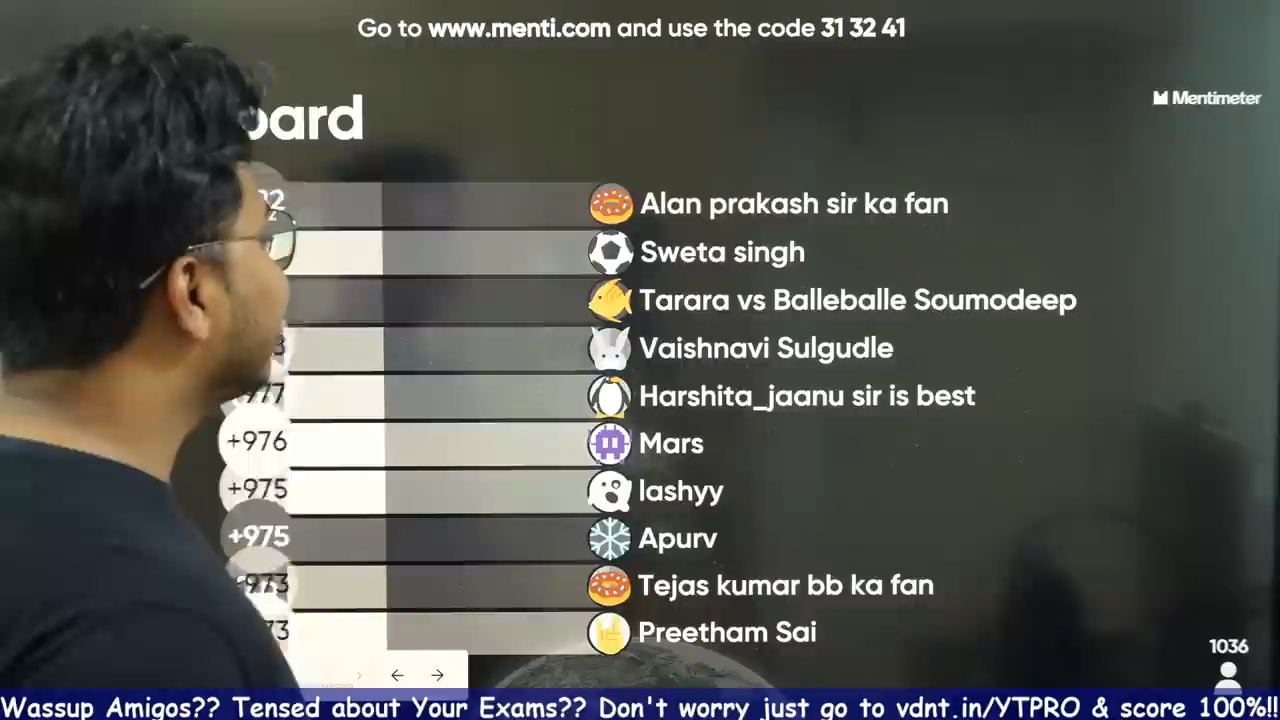 Go to www.menti.com and use the code 31 32 41
Mentimeter
Alan prakash sir ka fan
Sweta singh
Tarara vs Balleballe Soumodeep
Vaishnavi Sulgudle
Harshita_jaanu sir is best
+976 Mars
+975 lashyy
+975 Apurv
Tejas kumar bb ka fan
Preetham Sai
1036
Wassup Amigos?? Tensed about Your Exams?? Don't worry just go to vdnt.in/YTPRO & score 100%!!